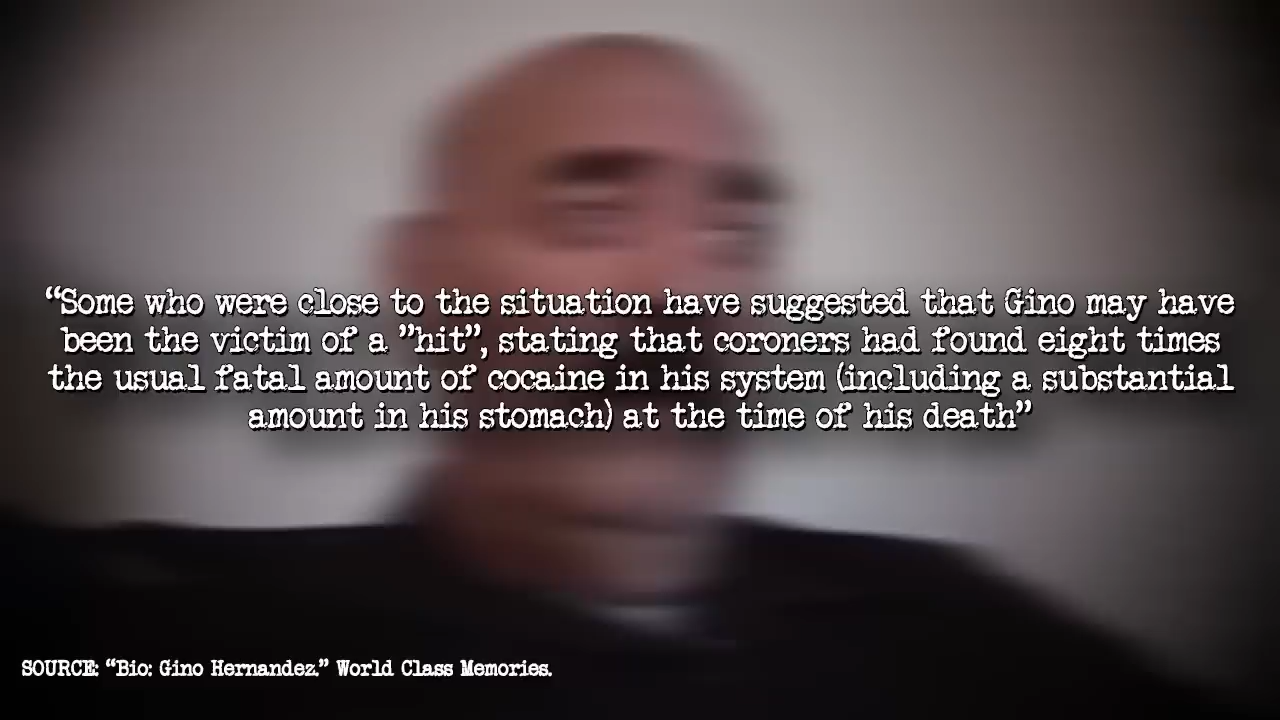 “Some who were close to the situation have suggested that Gino may have
been the victim of a ”hit”, stating that coroners had found eight times
the usual fatal amount of cocaine in his system (including a substantial
amount in his stomach) at the time of his death”
SOURCE: “Bio: Gino Hernandez.” World Class Memories.